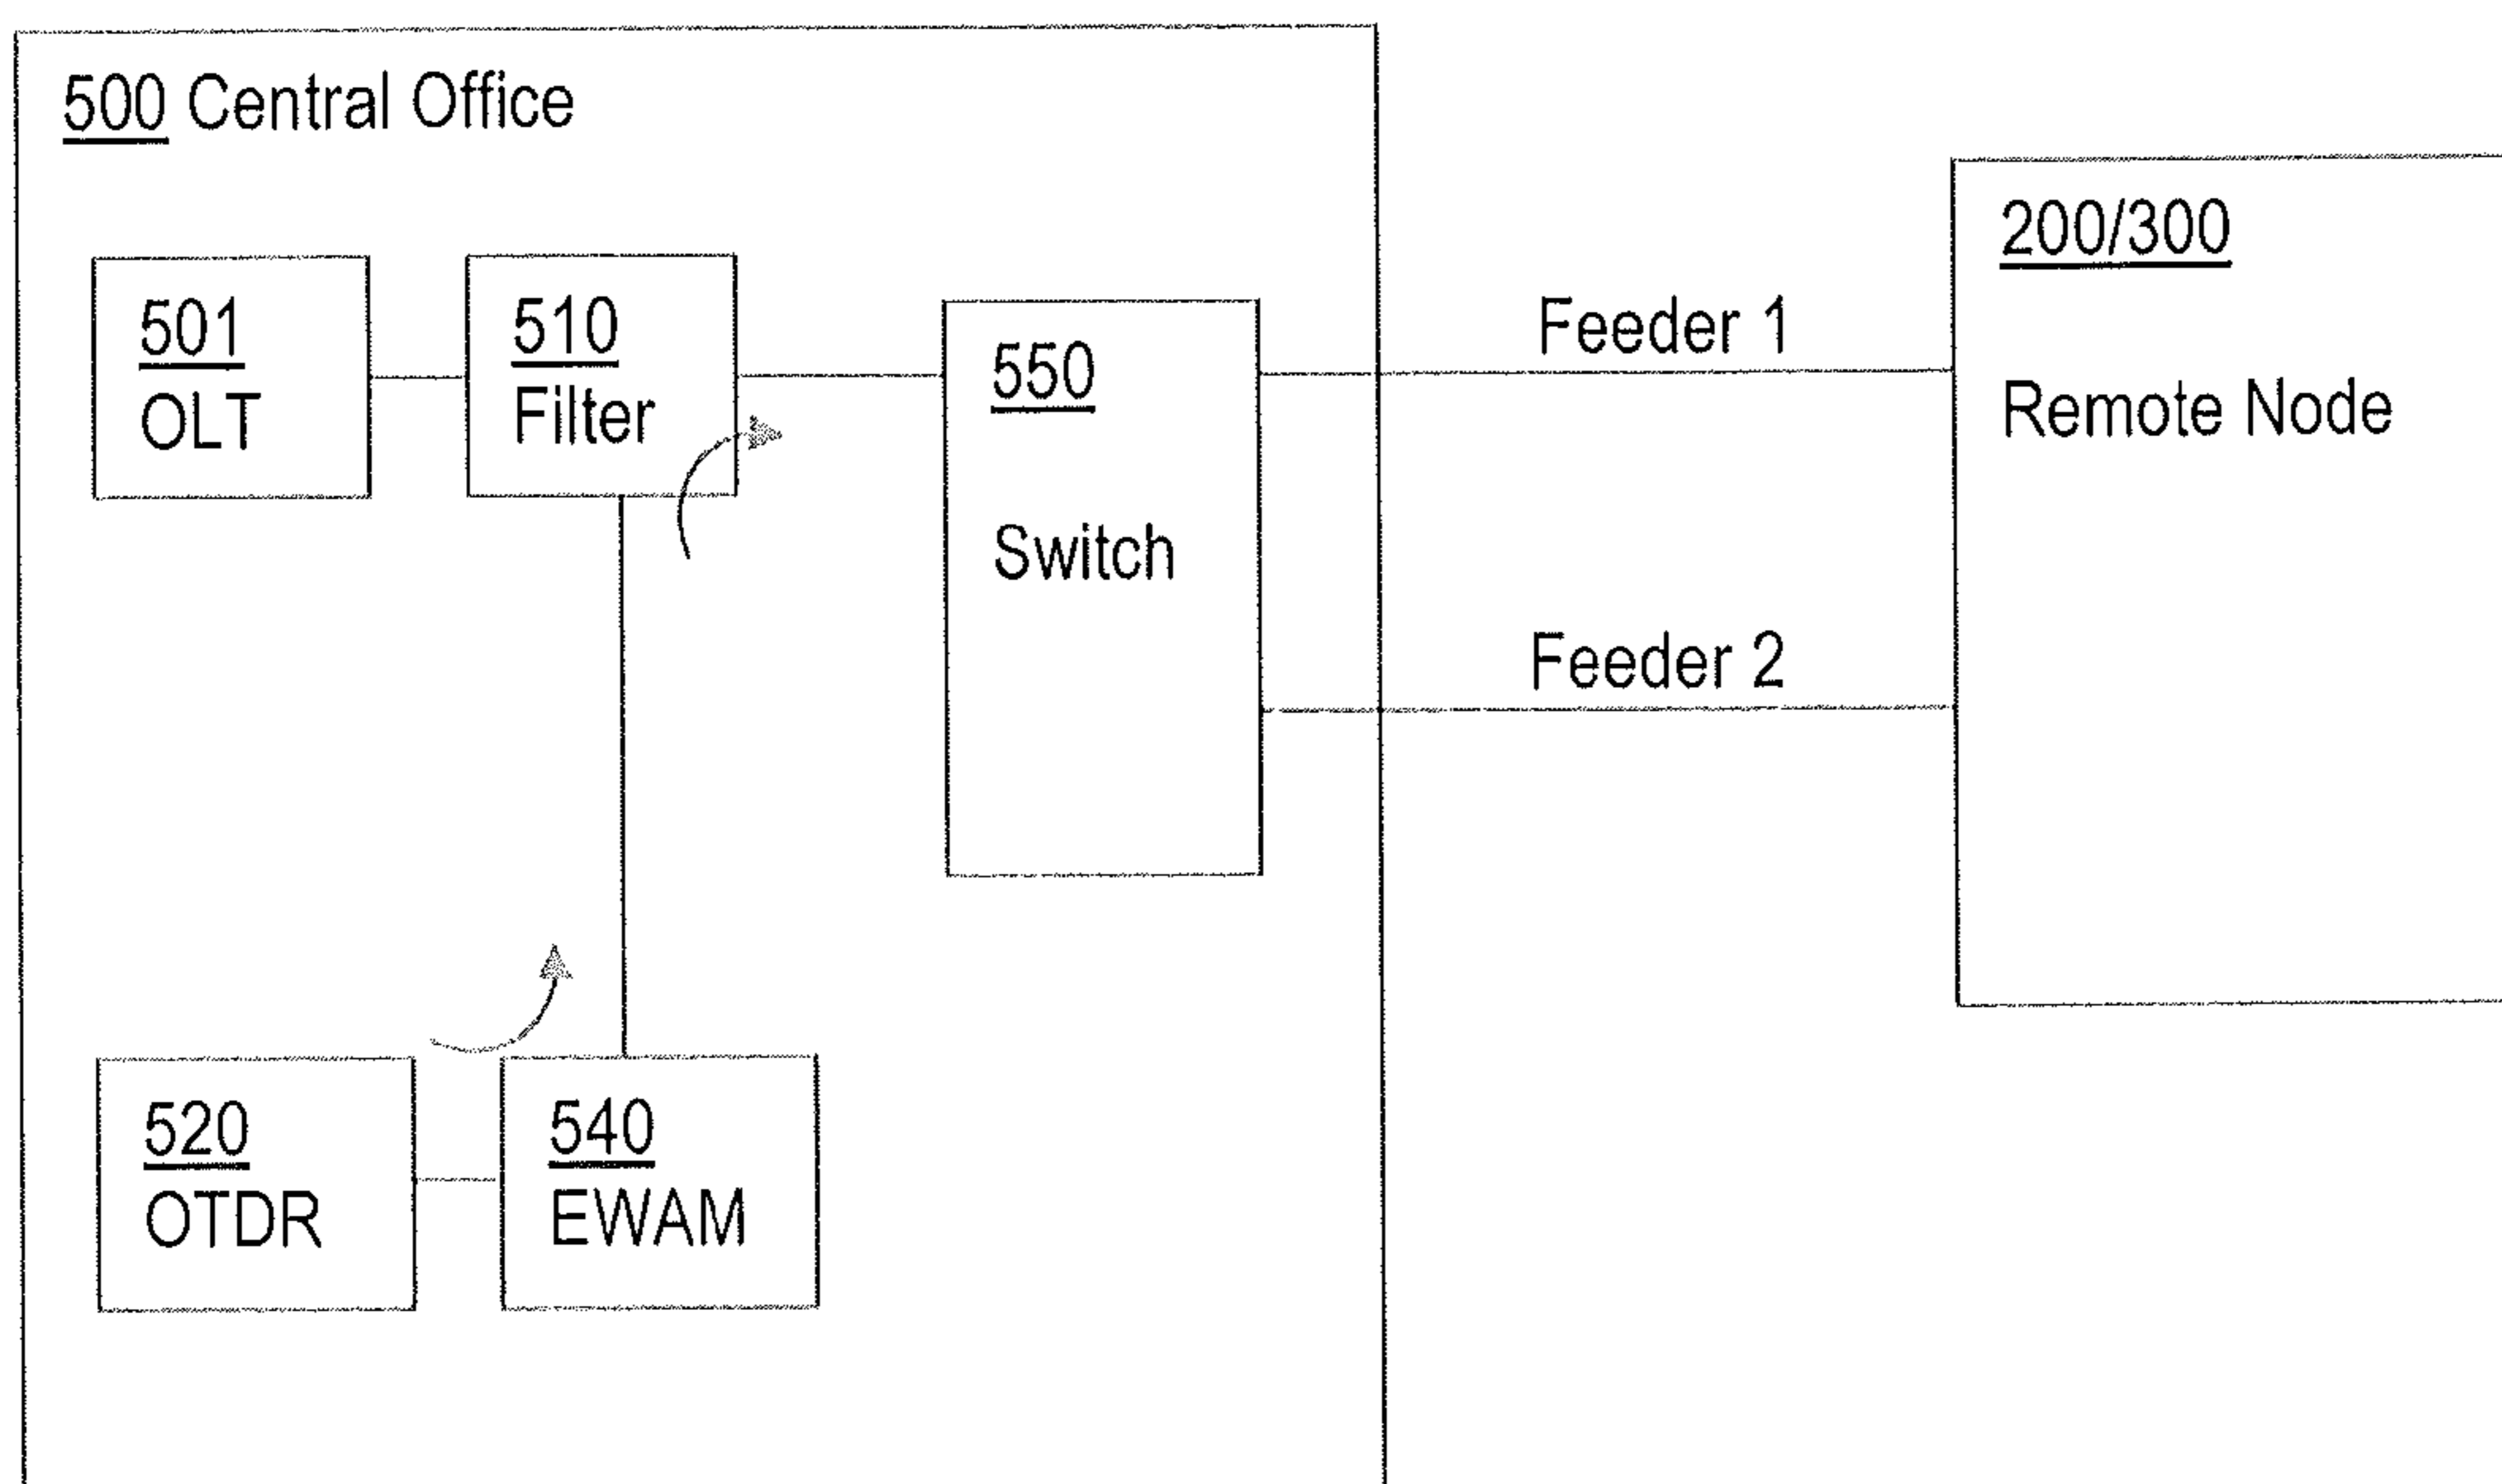 500 Central Office
501
OLT
510
Filter
550
Switch
Feeder 1
Feeder 2
200/300
Remote Node
520
OTDR
540
EWAM